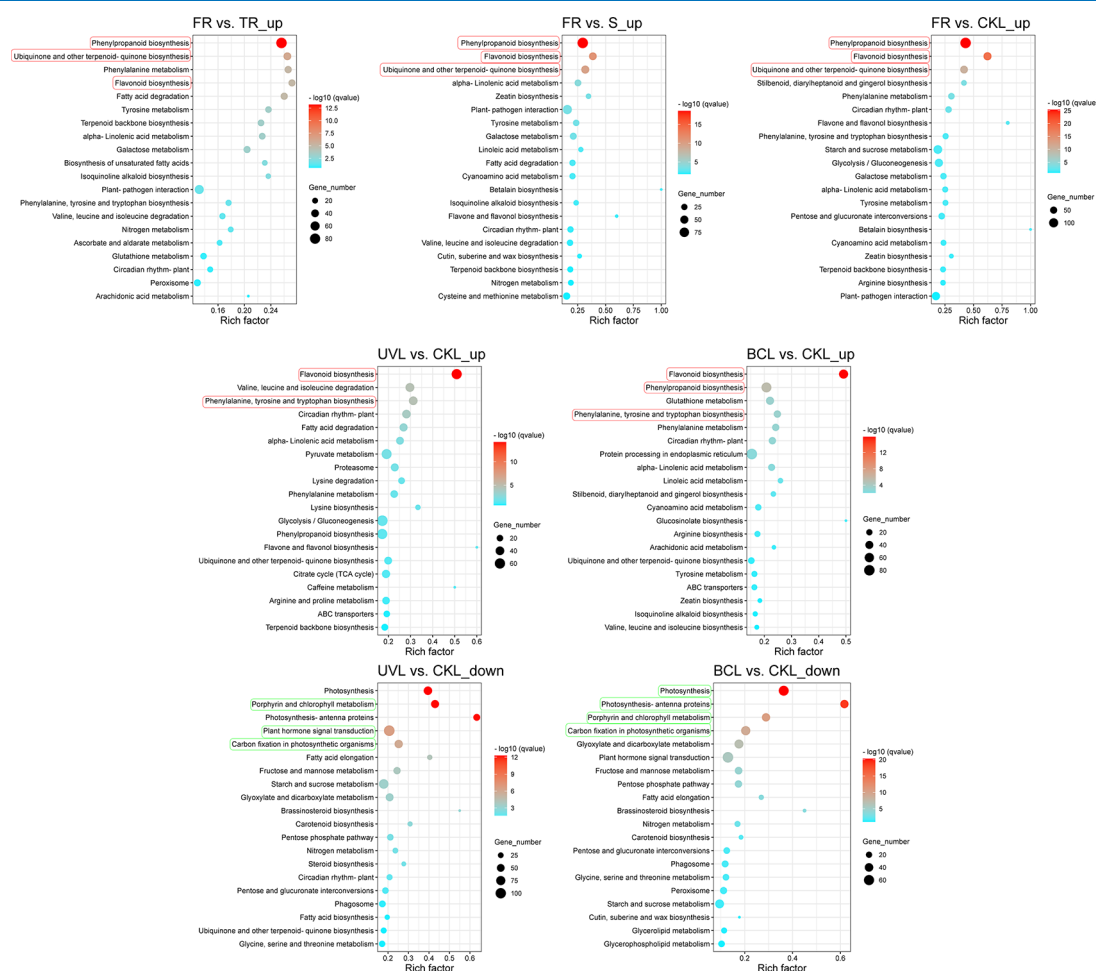 FR vs. TR_up
Phenylpropanoid biosynthesis
Ubiquinone and other terpenoid- quinone biosynthesis
Phenylalanine metabolism
Flavonoid biosynthesis
Fatty acid degradation
Tyrosine metabolism
Terpenoid backbone biosynthesis
alpha- Linolenic acid metabolism
Galactose metabolism
Biosynthesis of unsaturated fatty acids
Isoquinoline alkaloid biosynthesis
Plant- pathogen interaction
Phenylalanine, tyrosine and tryptophan biosynthesis
Valine, leucine and isoleucine degradation
Nitrogen metabolism
Ascorbate and aldarate metabolism
Glutathione metabolism
Circadian rhythm- plant
Peroxisome
Arachidonic acid metabolism
0.16 0.20 0.24
Rich factor
- log10 (qvalue)
12.5
10.0
7.5
5.0
2.5
Gene_number
20
40
60
80
FR vs. S_up
Phenylpropanoid biosynthesis
Flavonoid biosynthesis
Ubiquinone and other terpenoid- quinone biosynthesis
alpha- Linolenic acid metabolism
Zeatin biosynthesis
Plant- pathogen interaction
Tyrosine metabolism
Galactose metabolism
Linoleic acid metabolism
Fatty acid degradation
Cyanoamino acid metabolism
Betalain biosynthesis
Isoquinoline alkaloid biosynthesis
Flavone and flavonol biosynthesis
Circadian rhythm- plant
Valine, leucine and isoleucine degradation
Cutin, suberine and wax biosynthesis
Terpenoid backbone biosynthesis
Nitrogen metabolism
Cysteine and methionine metabolism
0.25 0.50 0.75 1.00
Rich factor
- log10 (qvalue)
15
10
5
Gene_number
25
50
75
FR vs. CKL_up
Phenylpropanoid biosynthesis
Flavonoid biosynthesis
Ubiquinone and other terpenoid- quinone biosynthesis
Stilbenoid, diarylheptanoid and gingerol biosynthesis
Phenylalanine metabolism
Circadian rhythm- plant
Flavone and flavonol biosynthesis
Phenylalanine, tyrosine and tryptophan biosynthesis
Starch and sucrose metabolism
Glycolysis / Gluconeogenesis
Galactose metabolism
alpha- Linolenic acid metabolism
Tyrosine metabolism
Pentose and glucuronate interconversions
Betalain biosynthesis
Cyanoamino acid metabolism
Zeatin biosynthesis
Terpenoid backbone biosynthesis
Arginine biosynthesis
Plant- pathogen interaction
0.25 0.50 0.75 1.00
Rich factor
- log10 (qvalue)
25
20
15
10
5
Gene_number
50
100
UVL vs. CKL_up
Flavonoid biosynthesis
Valine, leucine and isoleucine degradation
Phenylalanine, tyrosine and tryptophan biosynthesis
Circadian rhythm- plant
Fatty acid degradation
alpha- Linolenic acid metabolism
Pyruvate metabolism
Proteasome
Lysine degradation
Phenylalanine metabolism
Lysine biosynthesis
Glycolysis / Gluconeogenesis
Phenylpropanoid biosynthesis
Flavone and flavonol biosynthesis
Ubiquinone and other terpenoid- quinone biosynthesis
Citrate cycle (TCA cycle)
Caffeine metabolism
Arginine and proline metabolism
ABC transporters
Terpenoid backbone biosynthesis
0.2 0.3 0.4 0.5 0.6
Rich factor
- log10 (qvalue)
10
5
Gene_number
20
40
60
BCL vs. CKL_up
Flavonoid biosynthesis
Phenylpropanoid biosynthesis
Glutathione metabolism
Phenylalanine, tyrosine and tryptophan biosynthesis
Phenylalanine metabolism
Circadian rhythm- plant
Protein processing in endoplasmic reticulum
alpha- Linolenic acid metabolism
Linoleic acid metabolism
Stilbenoid, diarylheptanoid and gingerol biosynthesis
Cyanoamino acid metabolism
Glucosinolate biosynthesis
Arginine biosynthesis
Arachidonic acid metabolism
Ubiquinone and other terpenoid- quinone biosynthesis
Tyrosine metabolism
ABC transporters
Zeatin biosynthesis
Isoquinoline alkaloid biosynthesis
Valine, leucine and isoleucine biosynthesis
0.2 0.3 0.4 0.5
Rich factor
- log10 (qvalue)
12
8
4
Gene_number
20
40
60
80
UVL vs. CKL_down
Photosynthesis
Porphyrin and chlorophyll metabolism
Photosynthesis- antenna proteins
Plant hormone signal transduction
Carbon fixation in photosynthetic organisms
Fatty acid elongation
Fructose and mannose metabolism
Starch and sucrose metabolism
Glyoxylate and dicarboxylate metabolism
Brassinosteroid biosynthesis
Carotenoid biosynthesis
Pentose phosphate pathway
Nitrogen metabolism
Steroid biosynthesis
Circadian rhythm- plant
Pentose and glucuronate interconversions
Phagosome
Fatty acid biosynthesis
Ubiquinone and other terpenoid- quinone biosynthesis
Glycine, serine and threonine metabolism
0.2 0.3 0.4 0.5 0.6
Rich factor
- log10 (qvalue)
12
9
6
3
Gene_number
25
50
75
100
BCL vs. CKL_down
Photosynthesis
Photosynthesis- antenna proteins
Porphyrin and chlorophyll metabolism
Carbon fixation in photosynthetic organisms
Glyoxylate and dicarboxylate metabolism
Plant hormone signal transduction
Fructose and mannose metabolism
Pentose phosphate pathway
Fatty acid elongation
Brassinosteroid biosynthesis
Nitrogen metabolism
Carotenoid biosynthesis
Pentose and glucuronate interconversions
Phagosome
Glycine, serine and threonine metabolism
Peroxisome
Starch and sucrose metabolism
Cutin, suberine and wax biosynthesis
Glycerolipid metabolism
Glycerophospholipid metabolism
0.2 0.4 0.6
Rich factor
- log10 (qvalue)
20
15
10
5
Gene_number
20
40
60